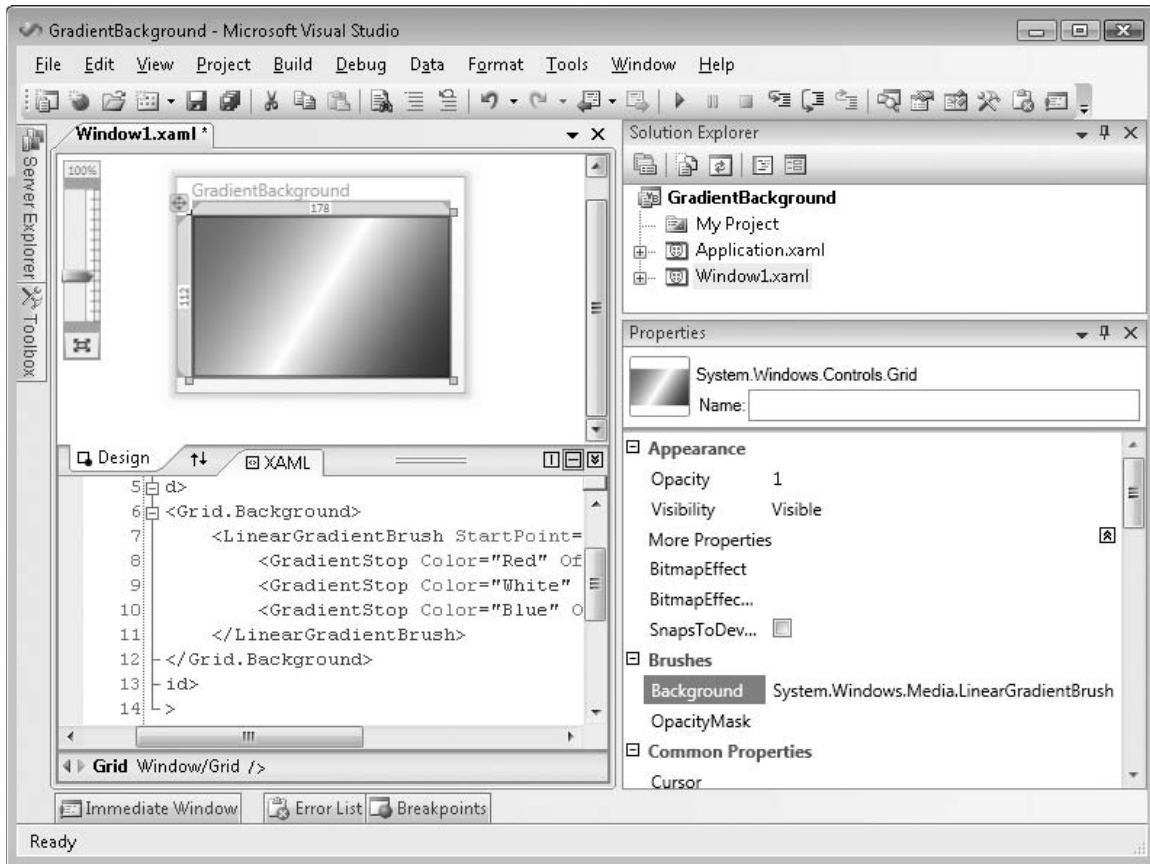 GradientBackground - Microsoft Visual Studio
File Edit View Project Build Debug Data Format Tools Window Help
Server Explorer
Toolbox
Window1.xaml *
100%
GradientBackground
178
112
Design
XAML
5 d>
6 <Grid.Background>
7 <LinearGradientBrush StartPoint=
8 <GradientStop Color="Red" Of
9 <GradientStop Color="White"
10 <GradientStop Color="Blue" O
11 </LinearGradientBrush>
12 </Grid.Background>
13 id>
14 >
Grid Window/Grid />
Solution Explorer
VB GradientBackground
My Project
Application.xaml
Window1.xaml
Properties
System.Windows.Controls.Grid
Name:
Appearance
Opacity 1
Visibility Visible
More Properties
BitmapEffect
BitmapEffec...
SnapsToDev...
Brushes
Background System.Windows.Media.LinearGradientBrush
OpacityMask
Common Properties
Cursor
Immediate Window Error List Breakpoints
Ready